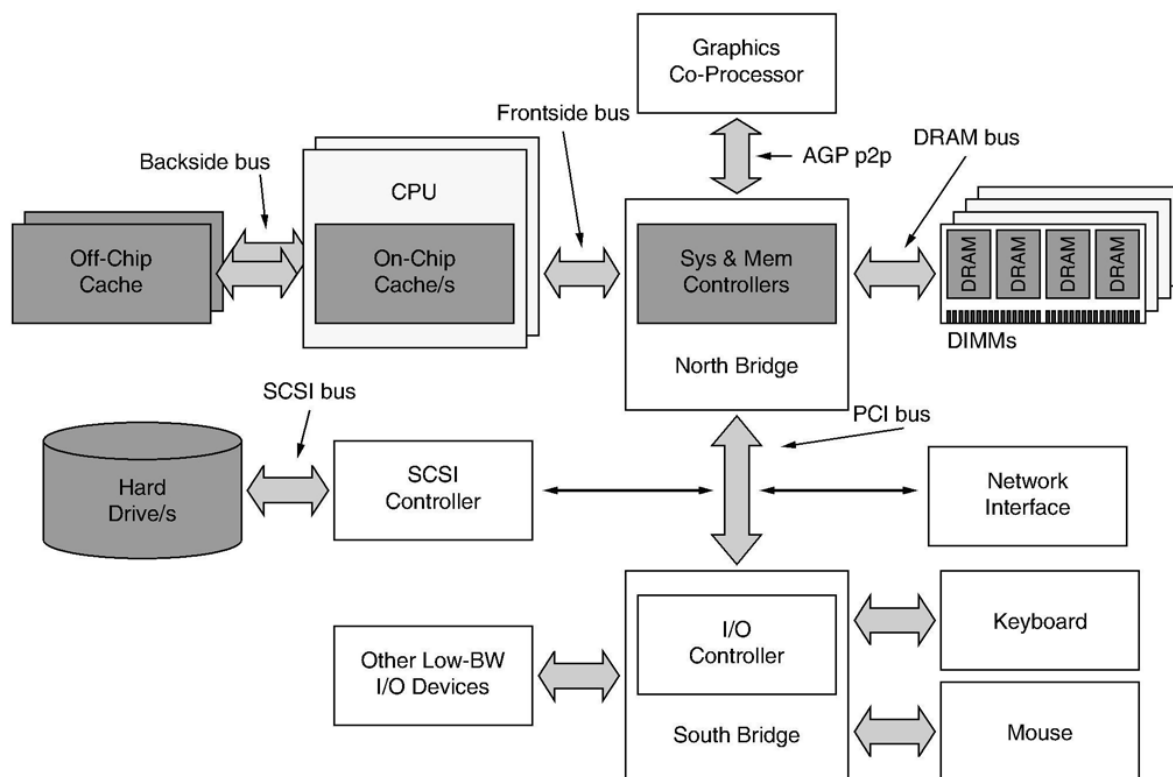 Graphics
Co-Processor
Frontside bus
AGP p2p
DRAM bus
Backside bus
CPU
Off-Chip
Cache
On-Chip
Cache/s
Sys & Mem
Controllers
DRAM
DRAM
DRAM
DRAM
DIMMs
North Bridge
SCSI bus
PCI bus
Hard
Drive/s
SCSI
Controller
Network
Interface
I/O
Controller
Keyboard
Other Low-BW
I/O Devices
South Bridge
Mouse